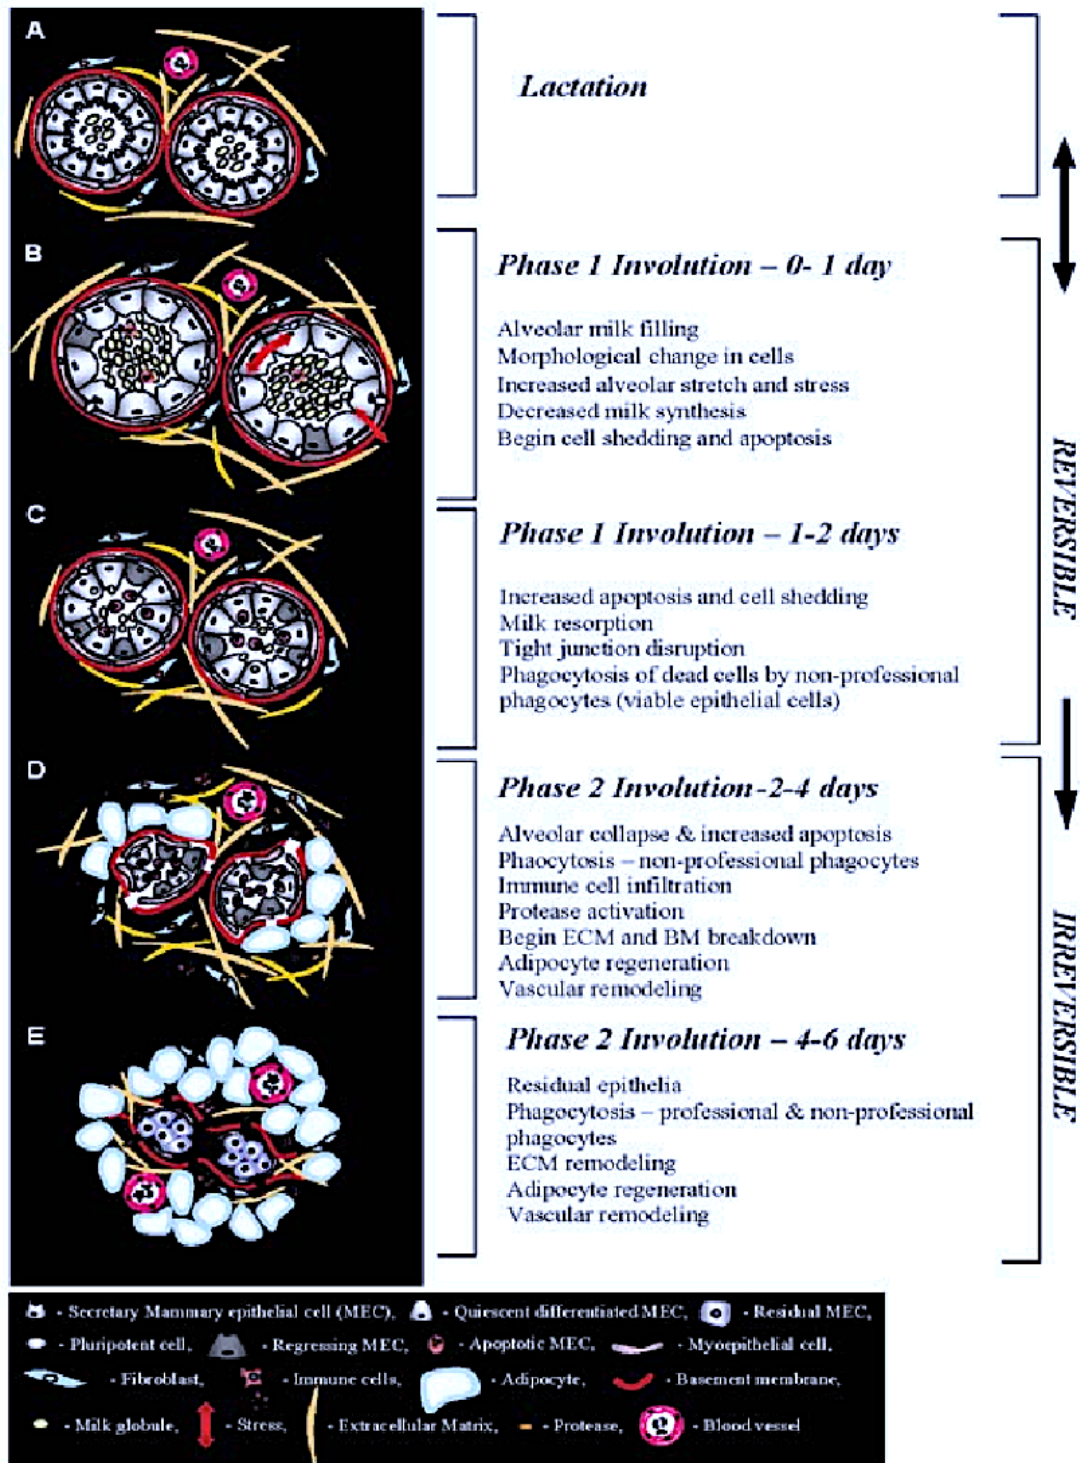 A
Lactation
B
Phase 1 Involution – 0- 1 day
Alveolar milk filling
Morphological change in cells
Increased alveolar stretch and stress
Decreased milk synthesis
Begin cell shedding and apoptosis
C
Phase 1 Involution – 1-2 days
Increased apoptosis and cell shedding
Milk resorption
Tight junction disruption
Phagocytosis of dead cells by non-professional
phagocytes (viable epithelial cells)
REVERSIBLE
D
Phase 2 Involution-2-4 days
Alveolar collapse & increased apoptosis
Phaocytosis – non-professional phagocytes
Immune cell infiltration
Protease activation
Begin ECM and BM breakdown
Adipocyte regeneration
Vascular remodeling
E
Phase 2 Involution – 4-6 days
Residual epithelia
Phagocytosis – professional & non-professional
phagocytes
ECM remodeling
Adipocyte regeneration
Vascular remodeling
IRREVERSIBLE
- Secretary Mammary epithelial cell (MEC), - Quiescent differentiated MEC, - Residual MEC,
- Pluripotent cell, - Regressing MEC, - Apoptotic MEC, - Myoepithelial cell,
- Fibroblast, - Immune cells, - Adipocyte, - Basement membrane,
- Milk globule, - Stress, - Extracellular Matrix, - Protease, - Blood vessel